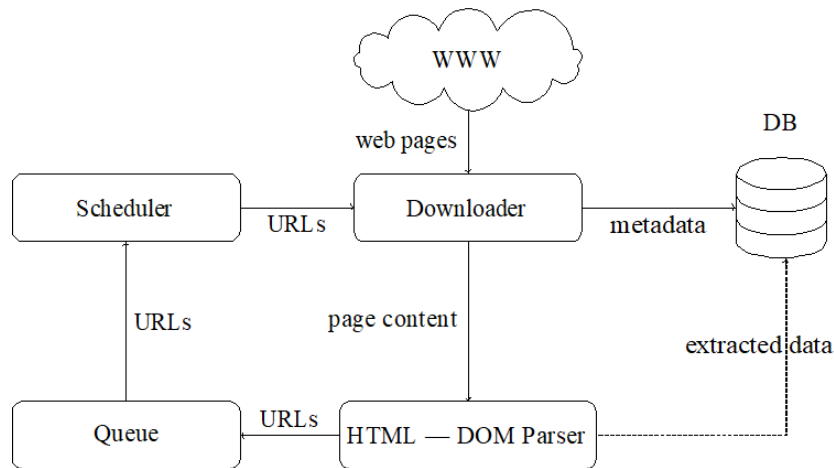 WWW
web pages
DB
Scheduler
URLs
Downloader
metadata
URLs
page content
extracted data
Queue
URLs
HTML — DOM Parser